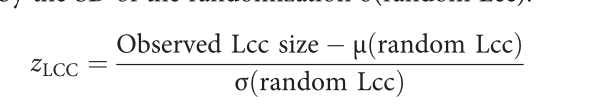 by the SD of the randomization σ(random Lcc).
z_LCC = (Observed Lcc size − μ(random Lcc)) / σ(random Lcc)